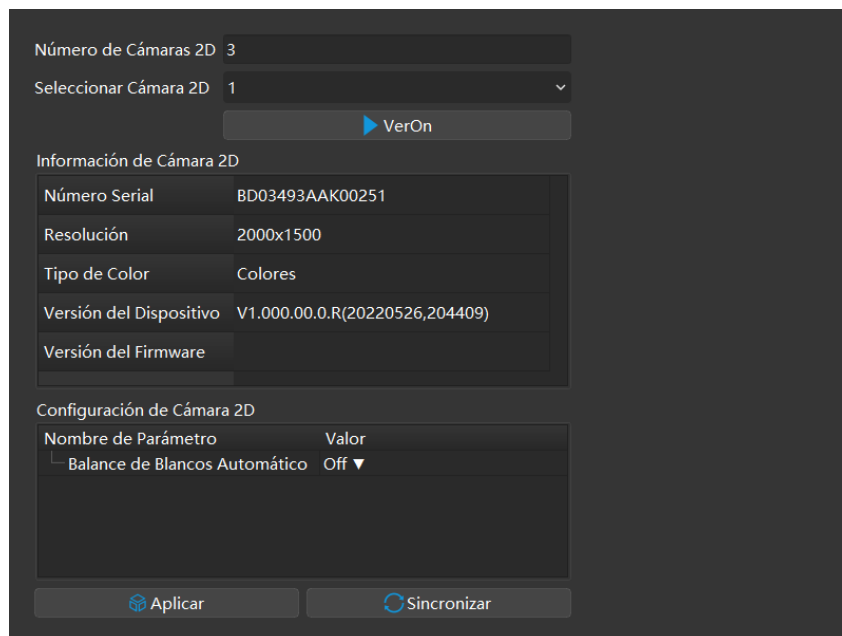 Número de Cámaras 2D 3
Seleccionar Cámara 2D 1
VerOn
Información de Cámara 2D
Número Serial BD03493AAK00251
Resolución 2000x1500
Tipo de Color Colores
Versión del Dispositivo V1.000.00.0.R(20220526,204409)
Versión del Firmware
Configuración de Cámara 2D
Nombre de Parámetro Valor
Balance de Blancos Automático Off ▼
Aplicar Sincronizar